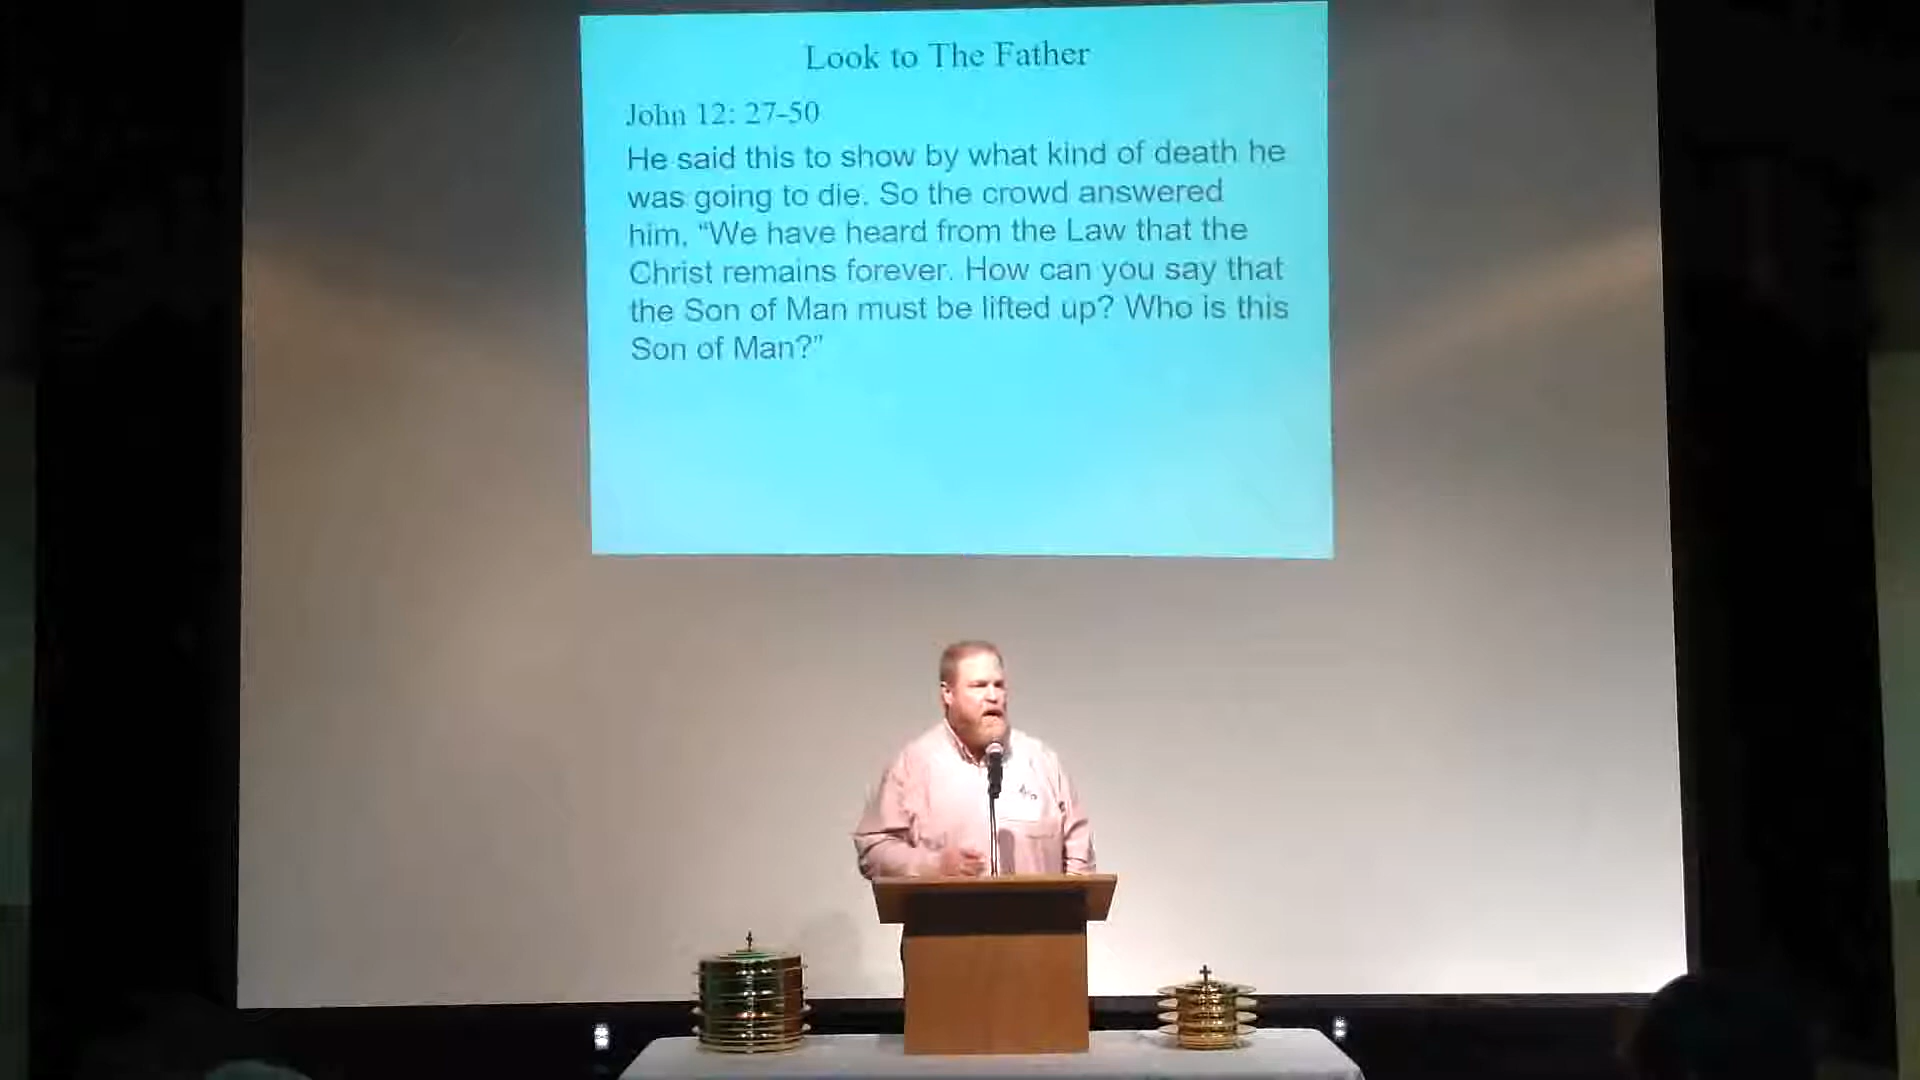 Look to The Father
John 12: 27-50
He said this to show by what kind of death he
was going to die. So the crowd answered
him, “We have heard from the Law that the
Christ remains forever. How can you say that
the Son of Man must be lifted up? Who is this
Son of Man?”